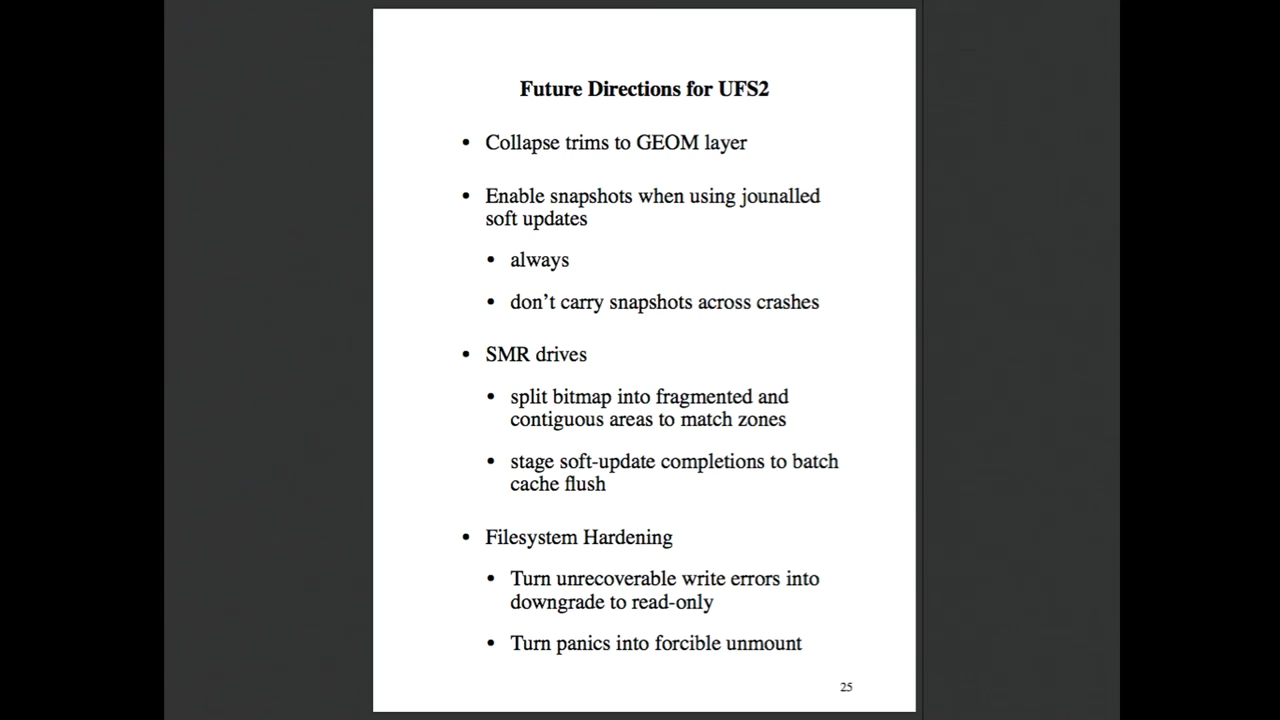 Future Directions for UFS2
• Collapse trims to GEOM layer
• Enable snapshots when using jounalled
soft updates
• always
• don't carry snapshots across crashes
• SMR drives
• split bitmap into fragmented and
contiguous areas to match zones
• stage soft-update completions to batch
cache flush
• Filesystem Hardening
• Turn unrecoverable write errors into
downgrade to read-only
• Turn panics into forcible unmount
25